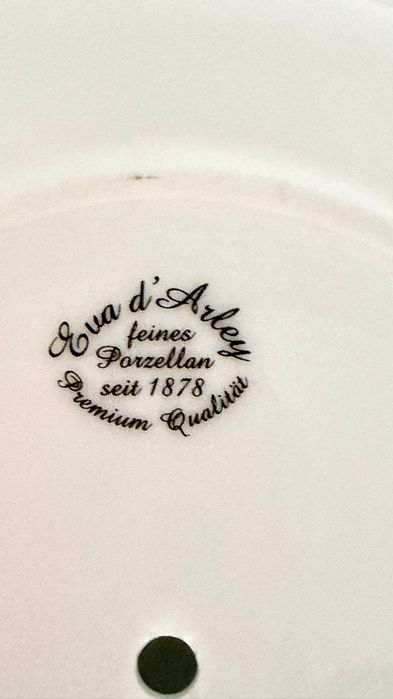 Eva d'Arley
feines
Porzellan
seit 1878
Premium Qualität